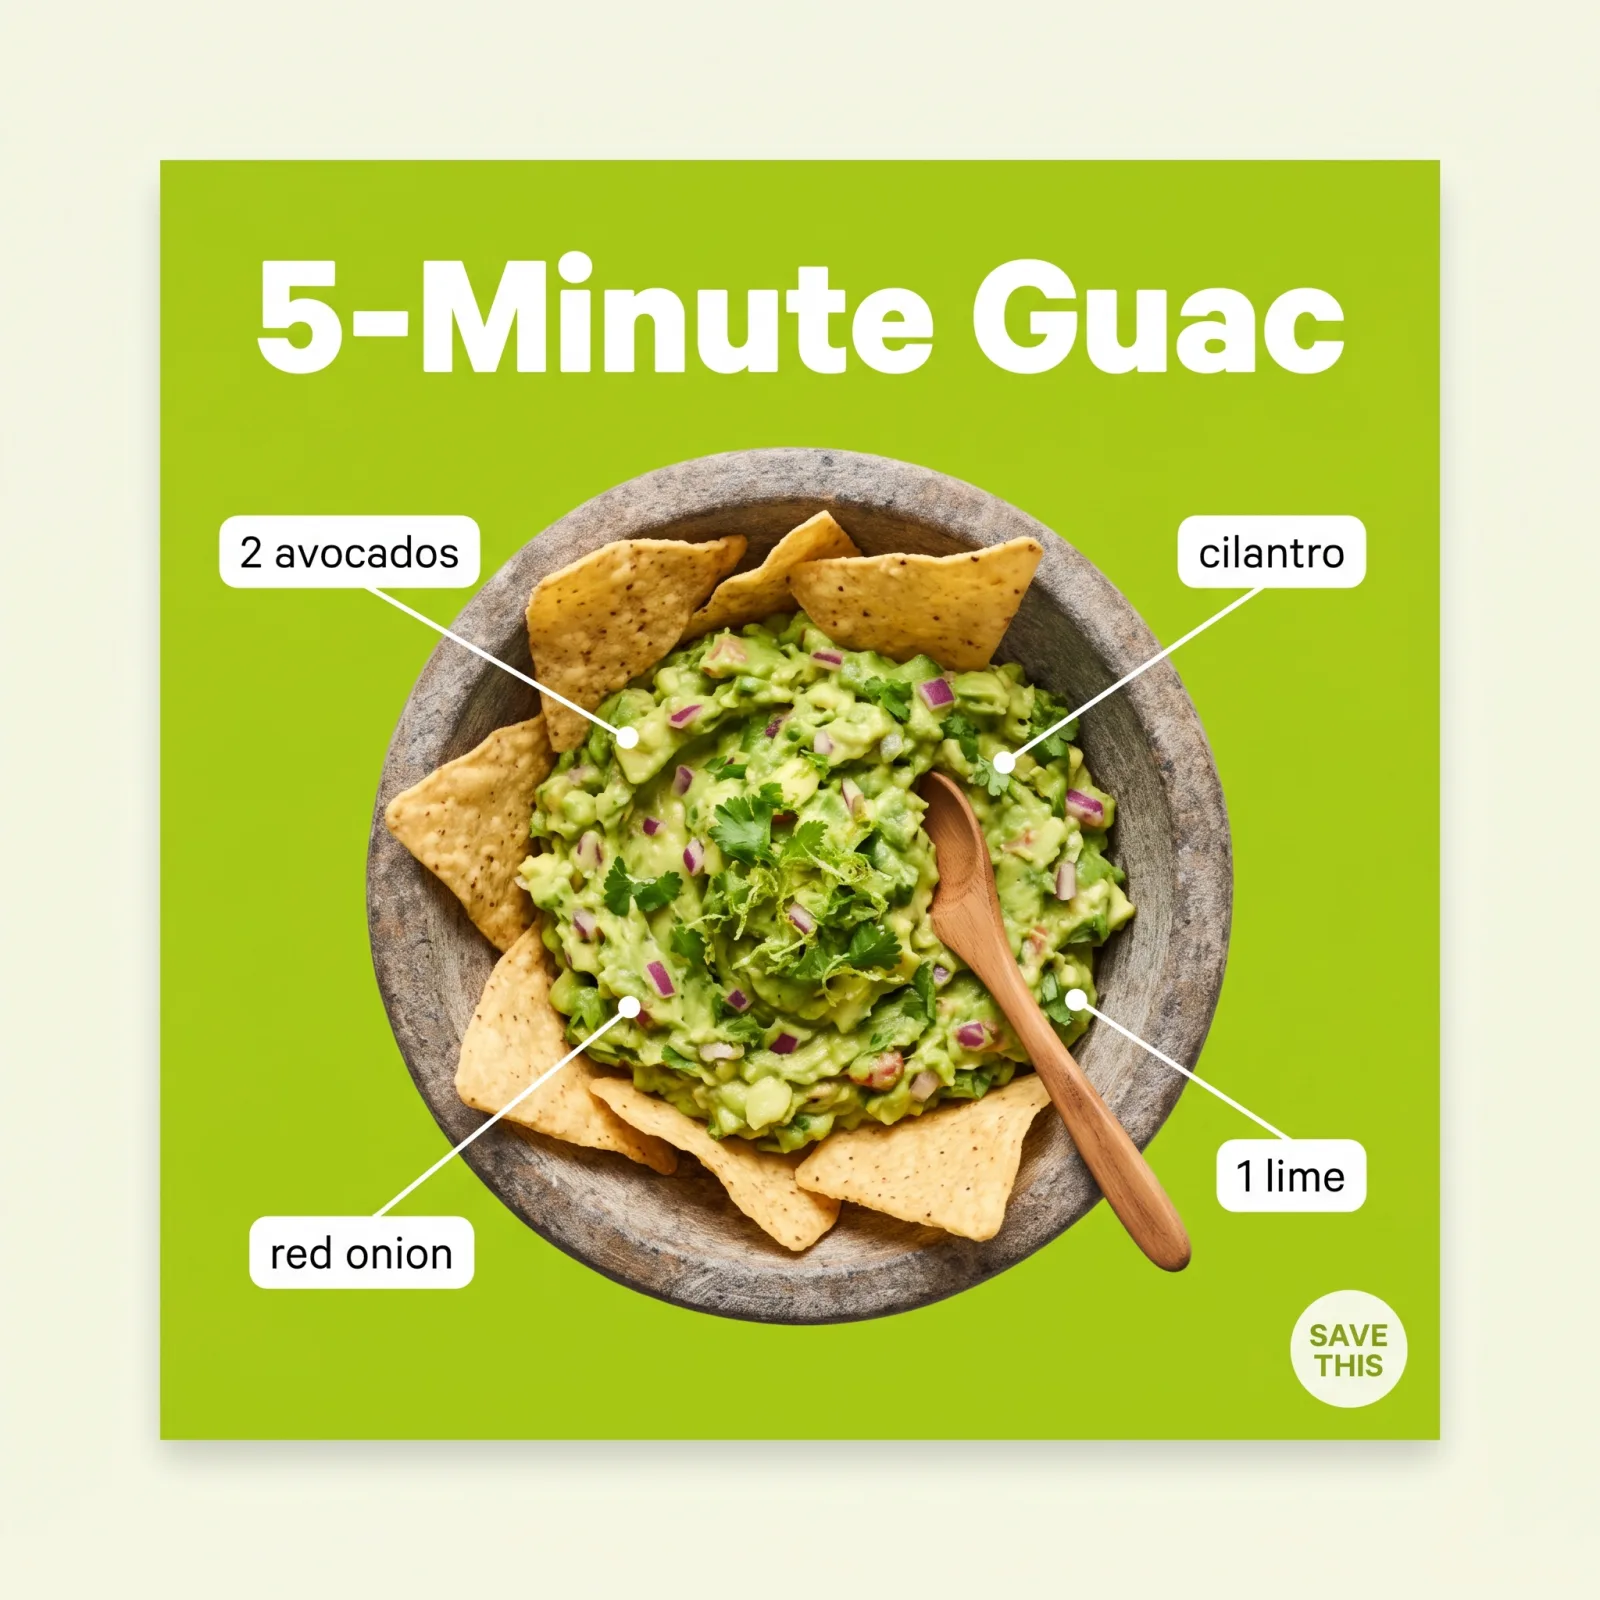 5-Minute Guac
2 avocados
cilantro
1 lime
red onion
SAVE
THIS